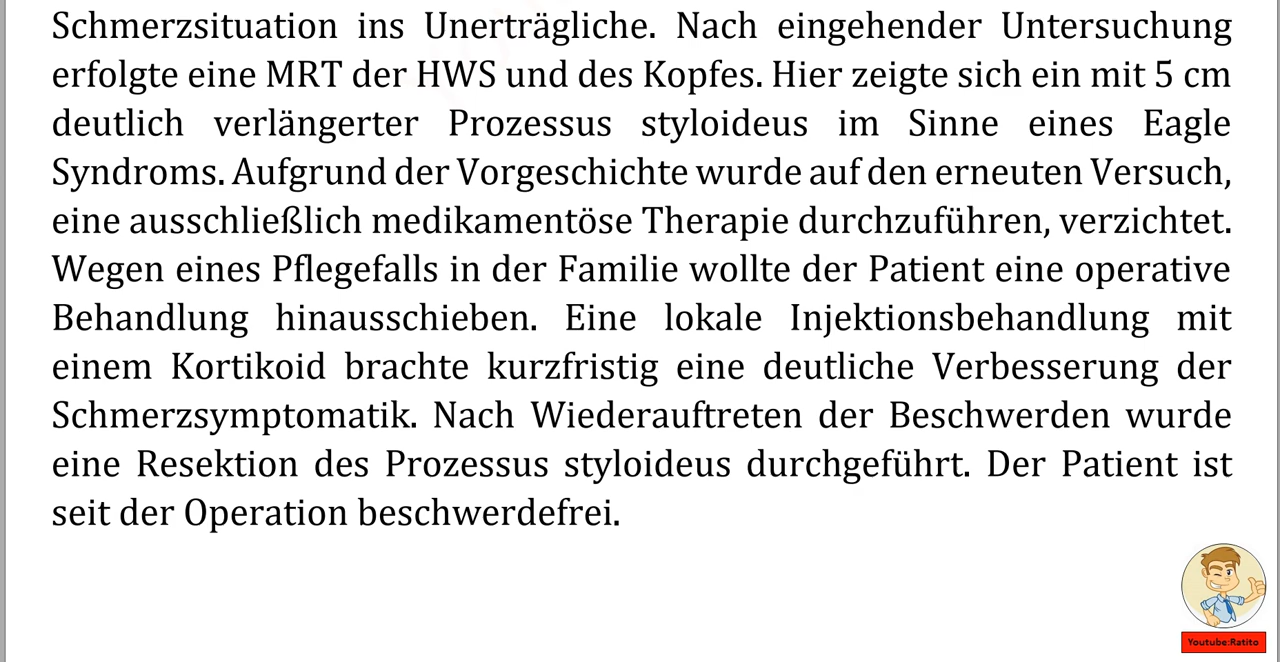 Schmerzsituation ins Unerträgliche. Nach eingehender Untersuchung
erfolgte eine MRT der HWS und des Kopfes. Hier zeigte sich ein mit 5 cm
deutlich verlängerter Prozessus styloideus im Sinne eines Eagle
Syndroms. Aufgrund der Vorgeschichte wurde auf den erneuten Versuch,
eine ausschließlich medikamentöse Therapie durchzuführen, verzichtet.
Wegen eines Pflegefalls in der Familie wollte der Patient eine operative
Behandlung hinausschieben. Eine lokale Injektionsbehandlung mit
einem Kortikoid brachte kurzfristig eine deutliche Verbesserung der
Schmerzsymptomatik. Nach Wiederauftreten der Beschwerden wurde
eine Resektion des Prozessus styloideus durchgeführt. Der Patient ist
seit der Operation beschwerdefrei.
Youtube:Ratito